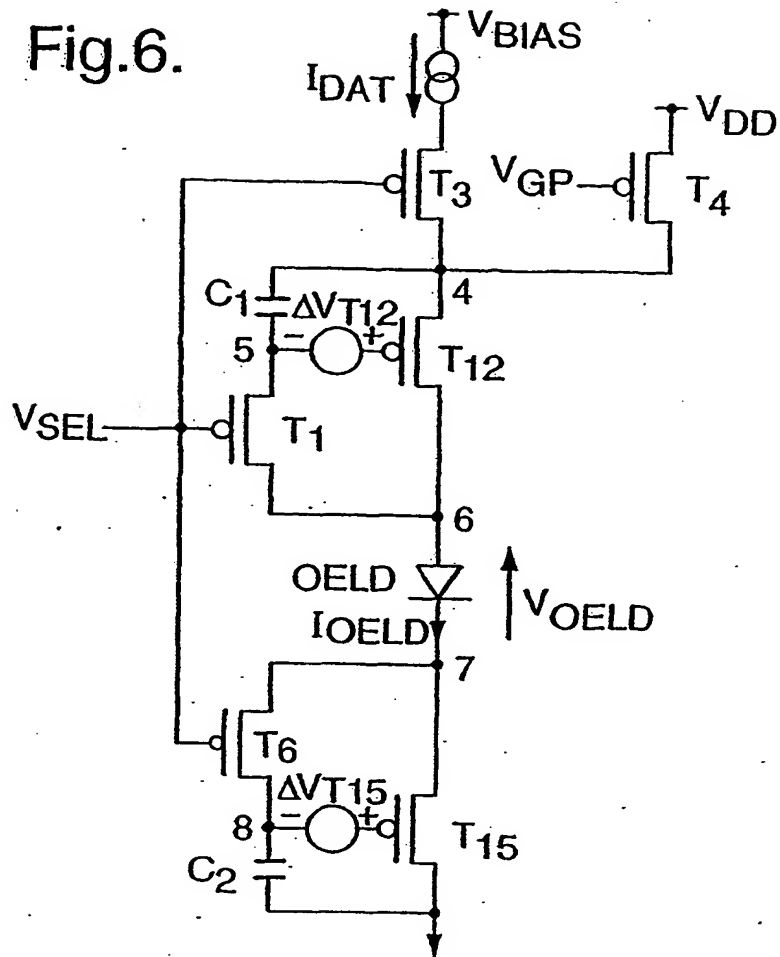 Fig.6.
VBIAS
IDAT
VDD
T3
VGP
T4
4
C1
ΔVT12
5
- +
T12
VSEL
T1
6
OELD
IOELD
VOELD
7
T6
ΔVT15
8
- +
T15
C2